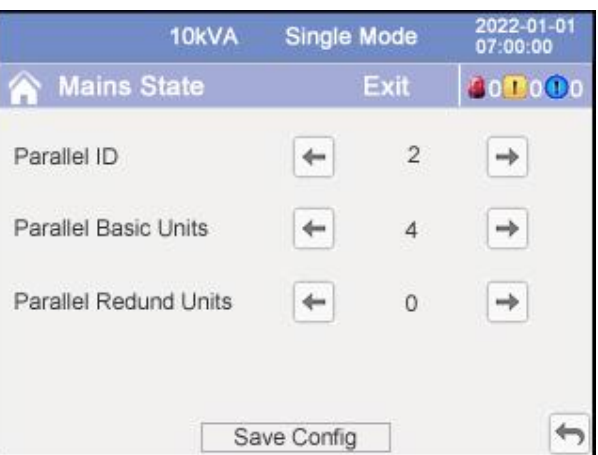 10kVA Single Mode 2022-01-01
07:00:00
Mains State Exit 0 ! 0 ! 0
Parallel ID 2
Parallel Basic Units 4
Parallel Redund Units 0
Save Config